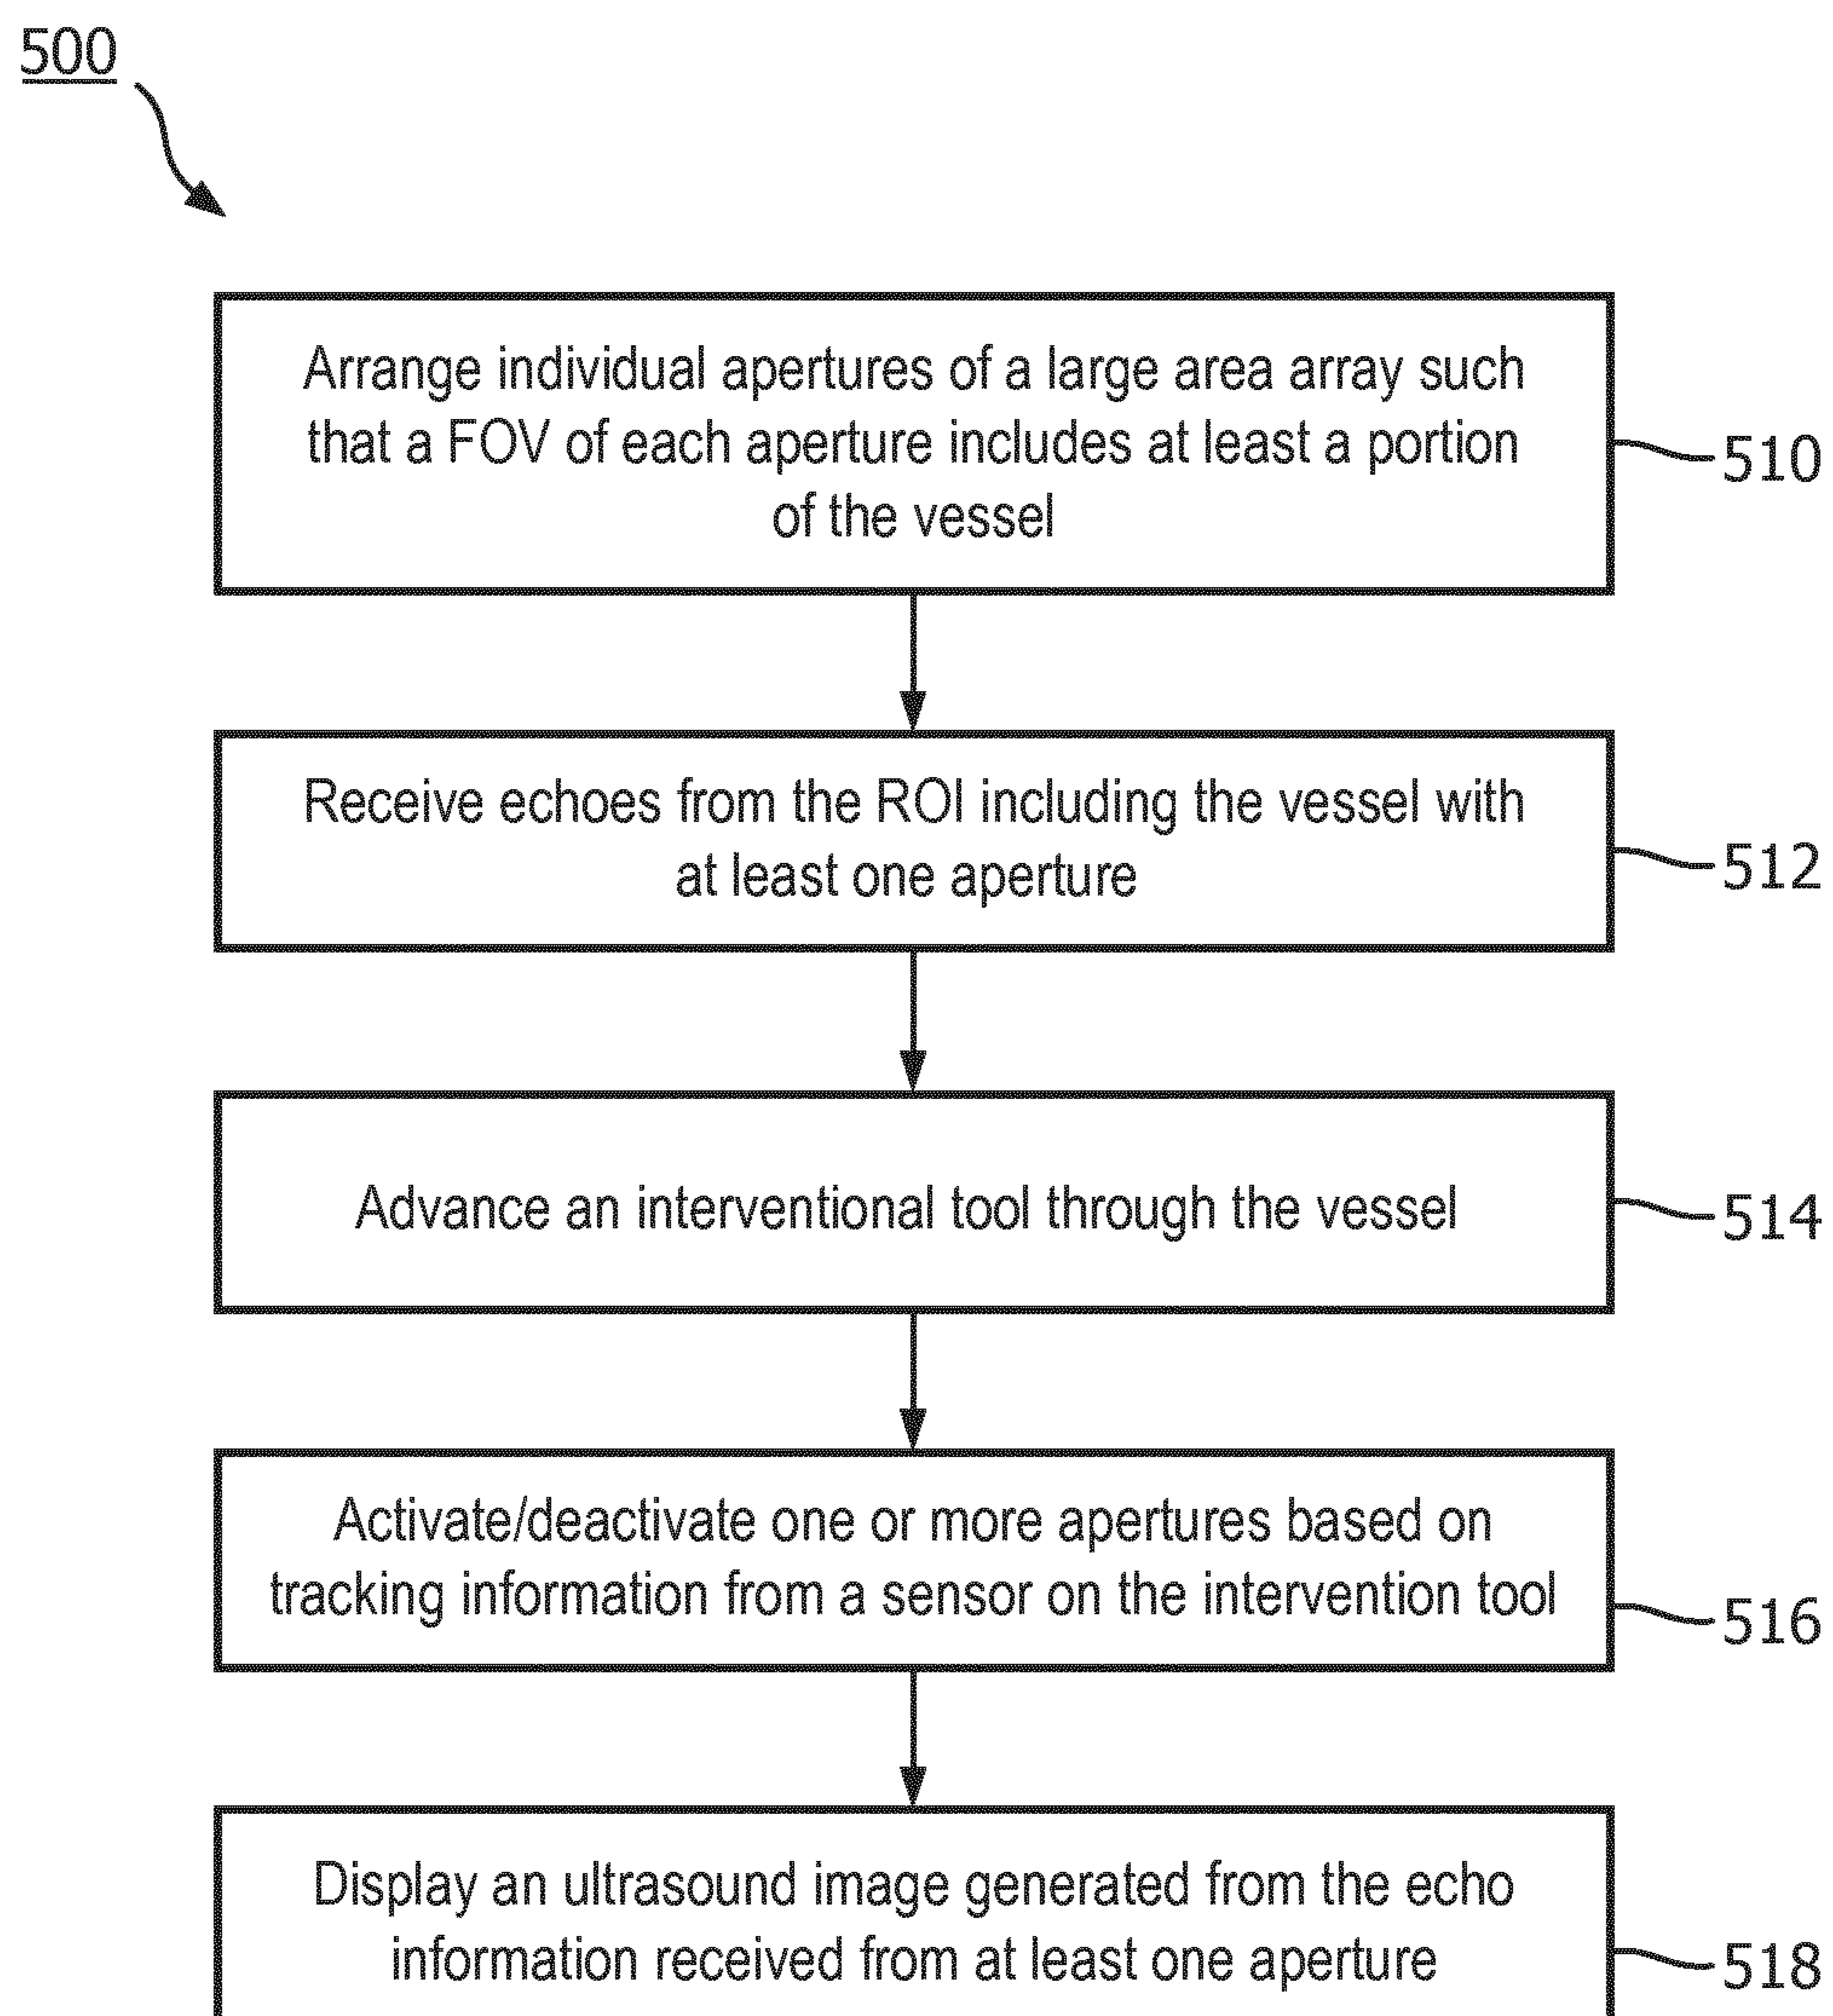 500
Arrange individual apertures of a large area array such
that a FOV of each aperture includes at least a portion
of the vessel
510
Receive echoes from the ROI including the vessel with
at least one aperture
512
Advance an interventional tool through the vessel
514
Activate/deactivate one or more apertures based on
tracking information from a sensor on the intervention tool
516
Display an ultrasound image generated from the echo
information received from at least one aperture
518